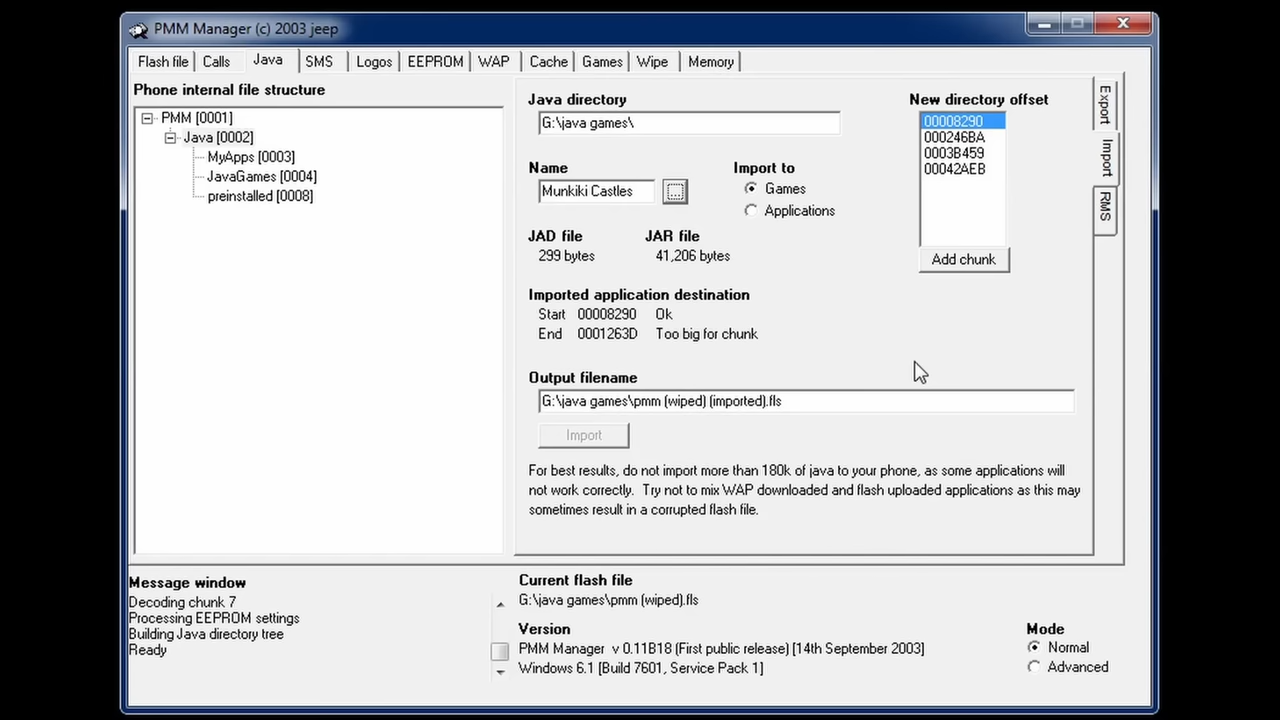 PMM Manager (c) 2003 jeep
Flash file Calls Java SMS Logos EEPROM WAP Cache Games Wipe Memory
Phone internal file structure
PMM [0001]
Java [0002]
MyApps [0003]
JavaGames [0004]
preinstalled [0008]
Java directory
G:\java games\
New directory offset
00008290
000246BA
0003B459
00042AEB
Add chunk
Export
Import
RMS
Name
Munkiki Castles
Import to
Games
Applications
JAD file JAR file
299 bytes 41,206 bytes
Imported application destination
Start 00008290 Ok
End 0001263D Too big for chunk
Output filename
G:\java games\pmm (wiped) (imported).fls
Import
For best results, do not import more than 180k of java to your phone, as some applications will
not work correctly. Try not to mix WAP downloaded and flash uploaded applications as this may
sometimes result in a corrupted flash file.
Message window
Decoding chunk 7
Processing EEPROM settings
Building Java directory tree
Ready
Current flash file
G:\java games\pmm (wiped).fls
Version
PMM Manager v 0.11B18 (First public release) [14th September 2003]
Windows 6.1 [Build 7601, Service Pack 1]
Mode
Normal
Advanced